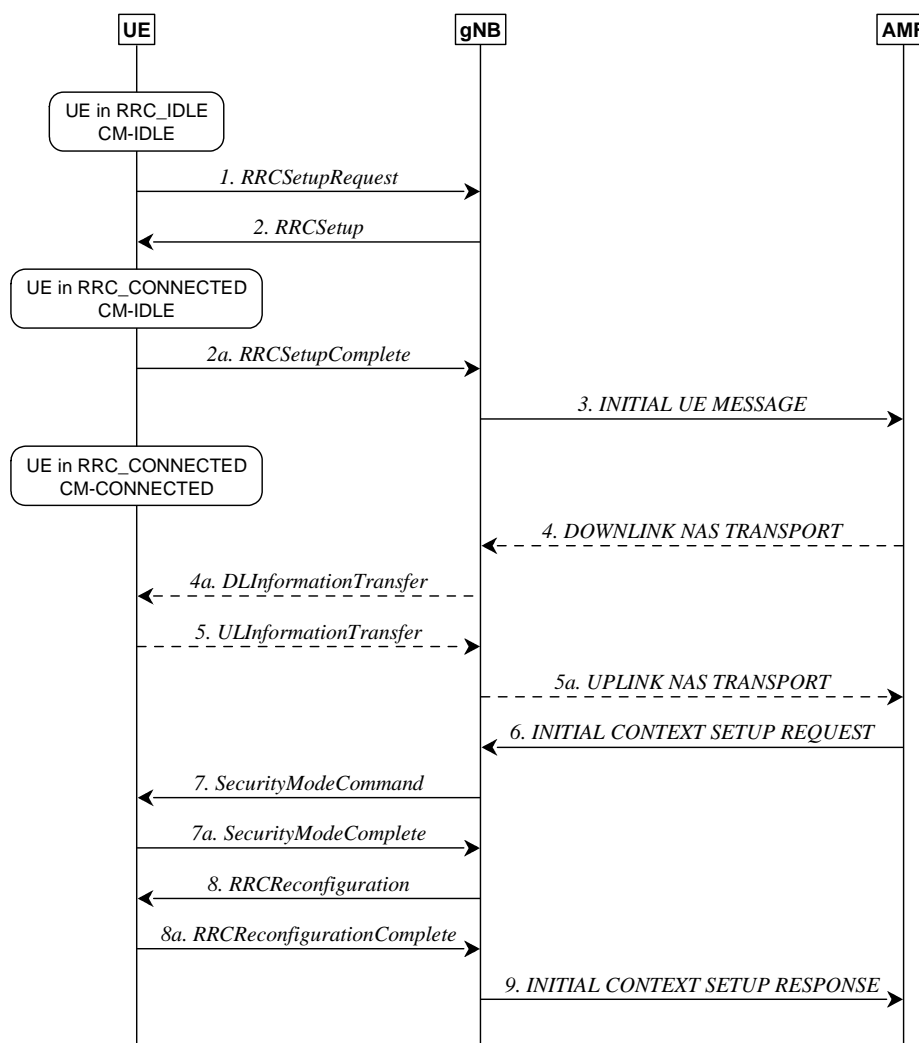 UE
gNB
AMF
UE in RRC_IDLE
CM-IDLE
1. RRCSetupRequest
2. RRCSetup
UE in RRC_CONNECTED
CM-IDLE
2a. RRCSetupComplete
3. INITIAL UE MESSAGE
UE in RRC_CONNECTED
CM-CONNECTED
4. DOWNLINK NAS TRANSPORT
4a. DLInformationTransfer
5. ULInformationTransfer
5a. UPLINK NAS TRANSPORT
6. INITIAL CONTEXT SETUP REQUEST
7. SecurityModeCommand
7a. SecurityModeComplete
8. RRCReconfiguration
8a. RRCReconfigurationComplete
9. INITIAL CONTEXT SETUP RESPONSE